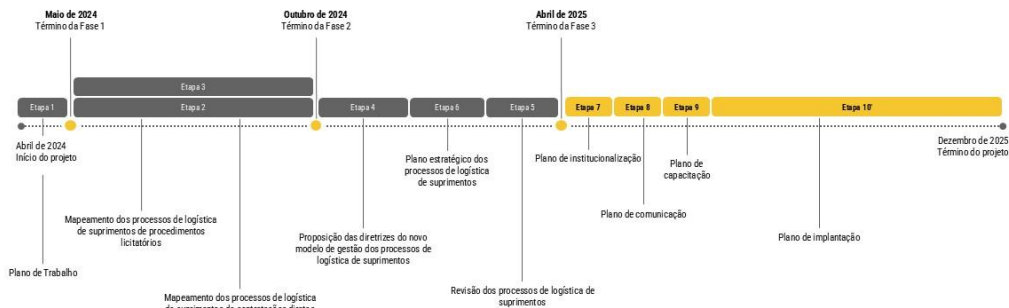 Maio de 2024
Término da Fase 1
Outubro de 2024
Término da Fase 2
Abril de 2025
Término da Fase 3
Etapa 3
Etapa 1
Etapa 2
Etapa 4
Etapa 6
Etapa 5
Etapa 7
Etapa 8
Etapa 9
Etapa 10'
Abril de 2024
Início do projeto
Dezembro de 2025
Término do projeto
Plano estratégico dos
processos de logística
de suprimentos
Plano de institucionalização
Plano de
capacitação
Mapeamento dos processos de logística
de suprimentos de procedimentos
licitatórios
Plano de comunicação
Proposição das diretrizes do novo
modelo de gestão dos processos de
logística de suprimentos
Plano de implantação
Plano de Trabalho
Revisão dos processos de logística de
suprimentos
Mapeamento dos processos de logística
de suprimentos de contratações diretas